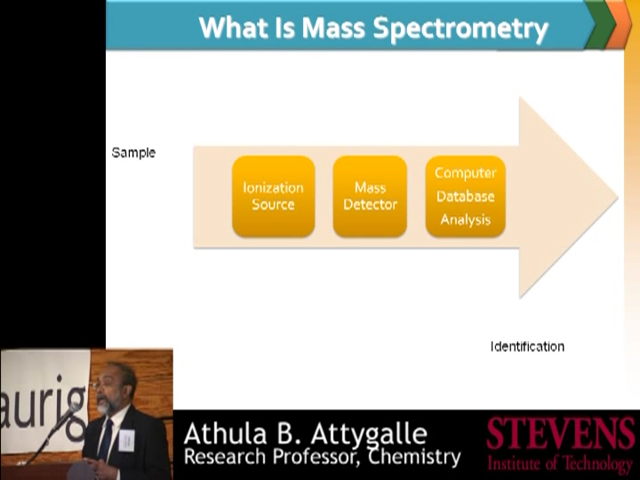 What Is Mass Spectrometry
Sample
Ionization
Source
Mass
Detector
Computer
Database
Analysis
Identification
aurig
Athula B. Attygalle
Research Professor, Chemistry
STEVENS
Institute of Technology